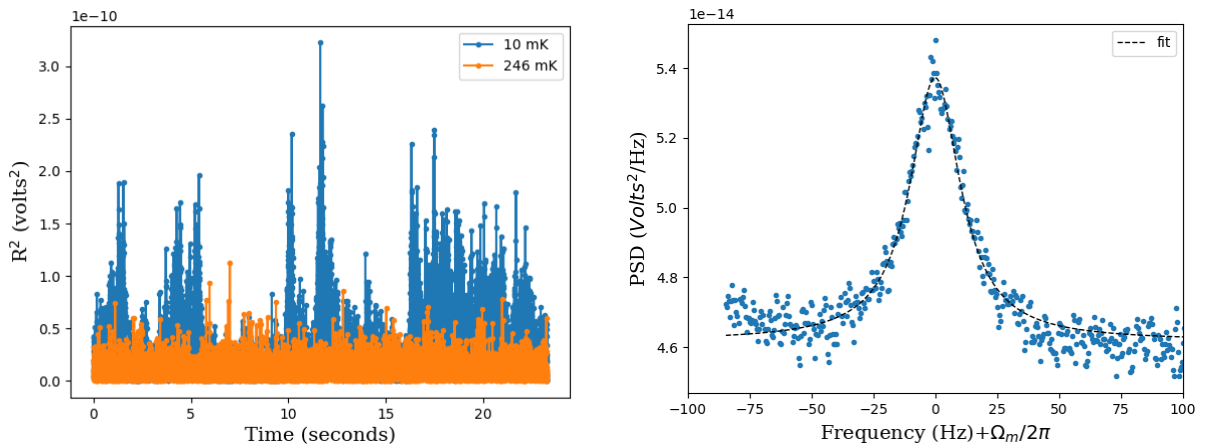 1e−10
R² (volts²)
3.0
2.5
2.0
1.5
1.0
0.5
0.0
10 mK
246 mK
0
5
10
15
20
Time (seconds)
1e−14
PSD (Volts²/Hz)
5.4
5.2
5.0
4.8
4.6
fit
−100
−75
−50
−25
0
25
50
75
100
Frequency (Hz)+Ωₘ/2π